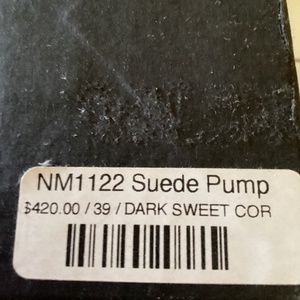 NM1122 Suede Pump
$420.00 / 39 / DARK SWEET COR